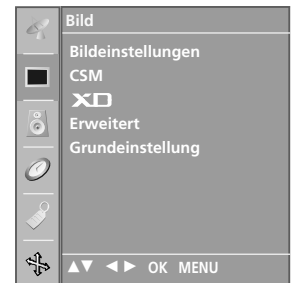 Bild
Bildeinstellungen
CSM
XD
Erweitert
Grundeinstellung
▲▼ ◄► OK MENU